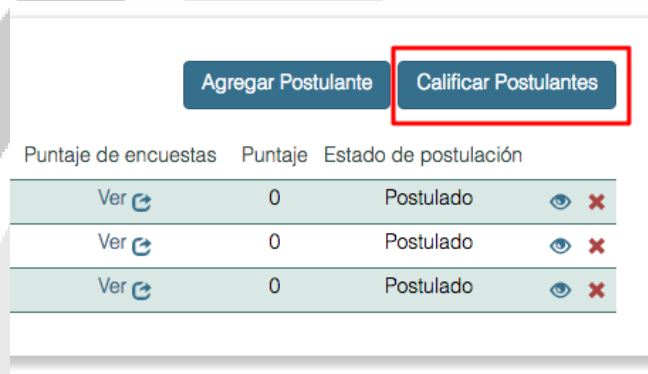 Agregar Postulante Calificar Postulantes
Puntaje de encuestas Puntaje Estado de postulación
Ver 0 Postulado
Ver 0 Postulado
Ver 0 Postulado